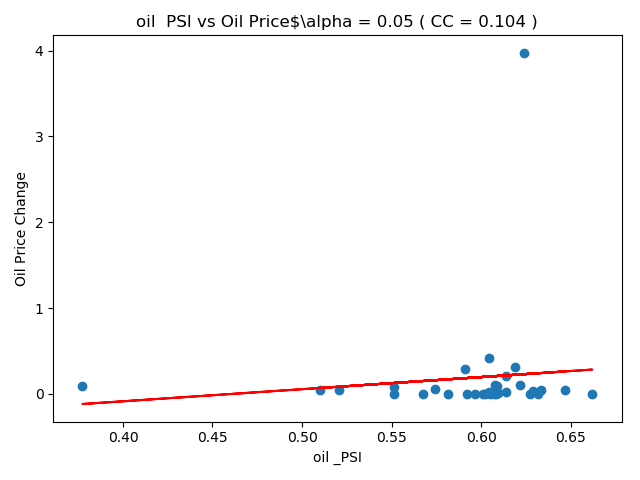 oil  PSI vs Oil Price$\alpha = 0.05 ( CC = 0.104 )
Oil Price Change
4
3
2
1
0
0.40 0.45 0.50 0.55 0.60 0.65
oil _PSI